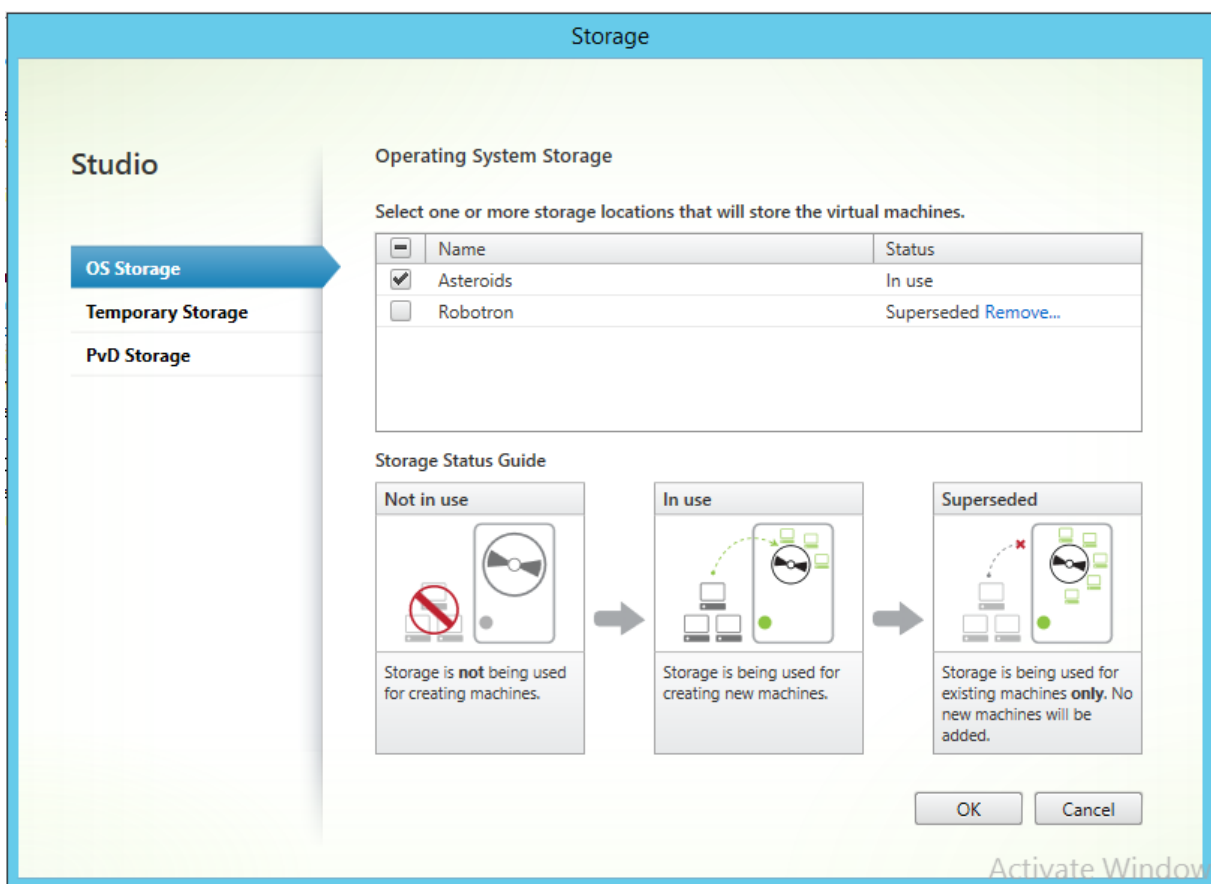 Storage
Studio
OS Storage
Temporary Storage
PvD Storage
Operating System Storage
Select one or more storage locations that will store the virtual machines.
Name Status
Asteroids In use
Robotron Superseded Remove...
Storage Status Guide
Not in use
Storage is not being used
for creating machines.
In use
Storage is being used for
creating new machines.
Superseded
Storage is being used for
existing machines only. No
new machines will be
added.
OK Cancel
Activate Window